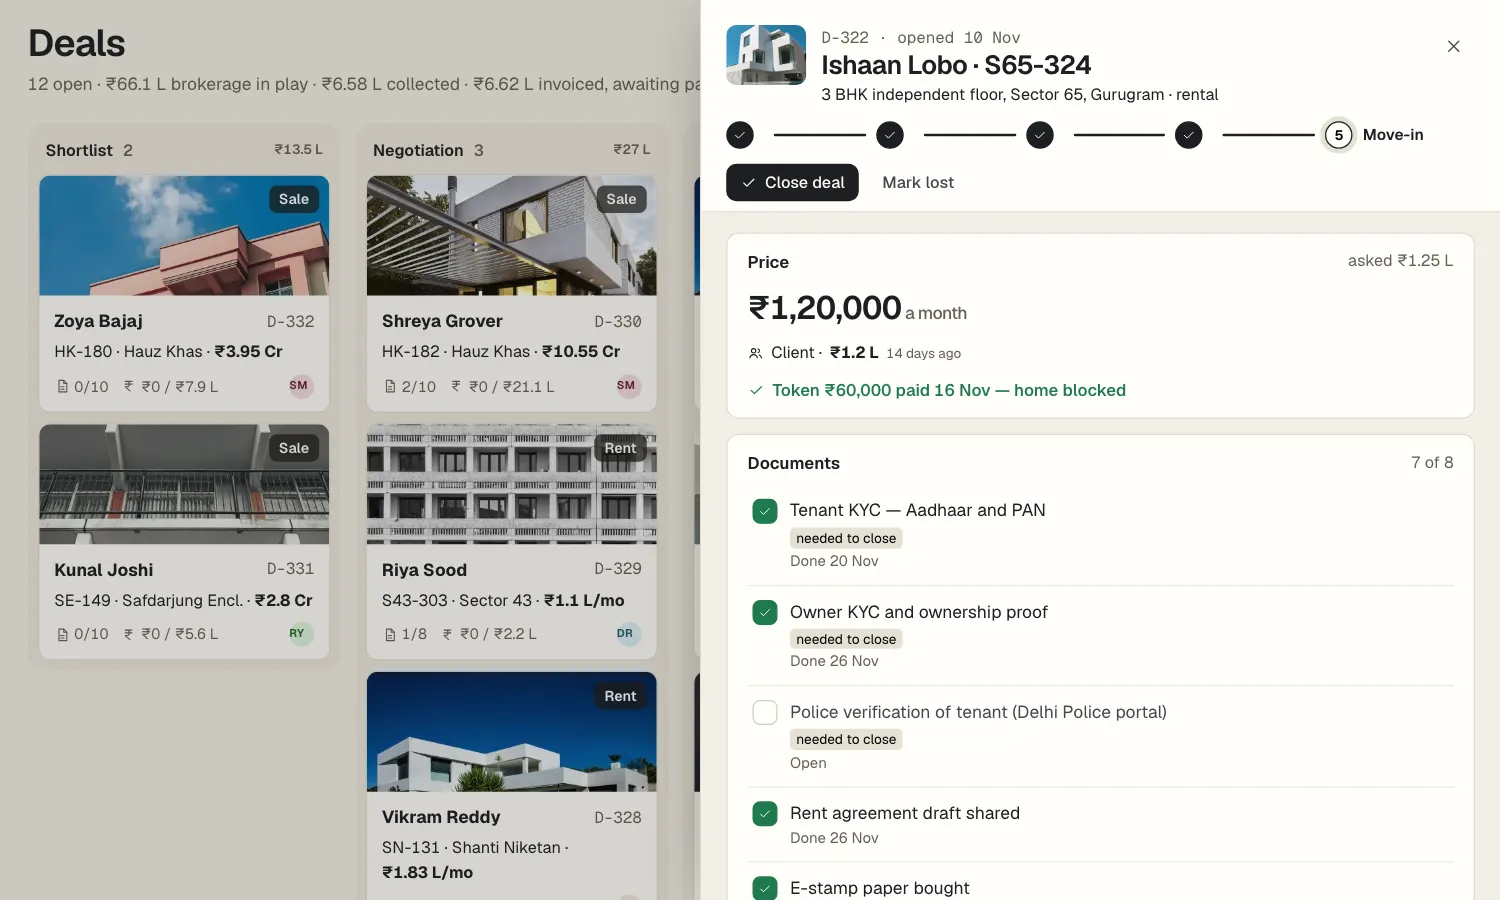 Deals
12 open · ₹66.1 L brokerage in play · ₹6.58 L collected · ₹6.62 L invoiced, awaiting
Shortlist 2 ₹13.5 L
Sale
Zoya Bajaj D-332
HK-180 · Hauz Khas · ₹3.95 Cr
0/10 ₹ ₹0 / ₹7.9 L SM
Sale
Kunal Joshi D-331
SE-149 · Safdarjung Encl. · ₹2.8 Cr
0/10 ₹ ₹0 / ₹5.6 L RY
Negotiation 3 ₹27 L
Sale
Shreya Grover D-330
HK-182 · Hauz Khas · ₹10.55 Cr
2/10 ₹ ₹0 / ₹21.1 L SM
Rent
Riya Sood D-329
S43-303 · Sector 43 · ₹1.1 L/mo
1/8 ₹ ₹0 / ₹2.2 L DR
Rent
Vikram Reddy D-328
SN-131 · Shanti Niketan ·
₹1.83 L/mo
D-322 · opened 10 Nov
Ishaan Lobo · S65-324
3 BHK independent floor, Sector 65, Gurugram · rental
5 Move-in
Close deal Mark lost
Price asked ₹1.25 L
₹1,20,000 a month
Client · ₹1.2 L 14 days ago
Token ₹60,000 paid 16 Nov — home blocked
Documents 7 of 8
Tenant KYC — Aadhaar and PAN
needed to close
Done 20 Nov
Owner KYC and ownership proof
needed to close
Done 26 Nov
Police verification of tenant (Delhi Police portal)
needed to close
Open
Rent agreement draft shared
Done 26 Nov
E-stamp paper bought